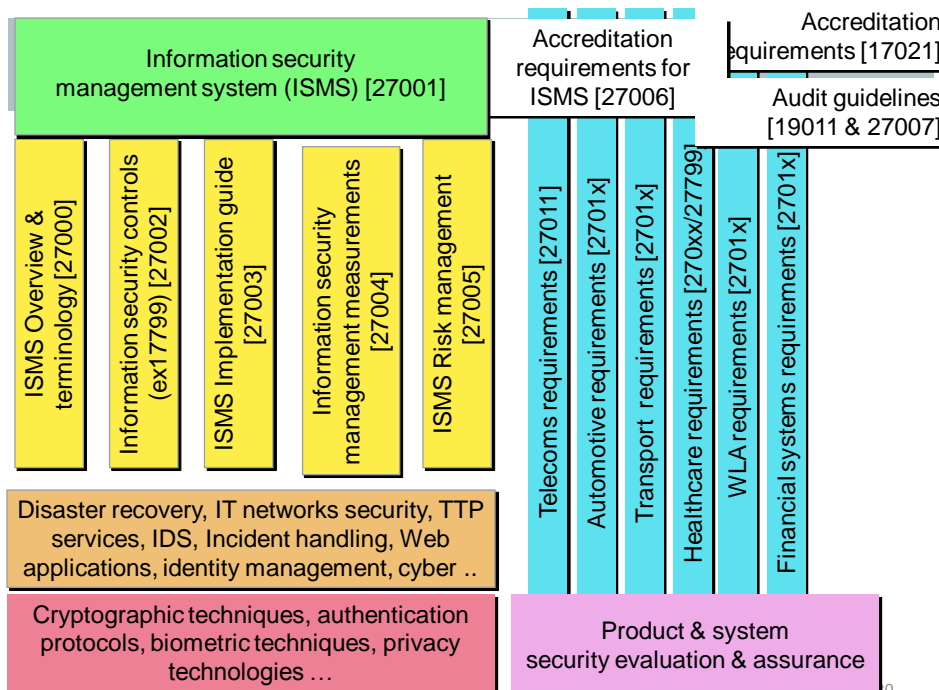 Information security
management system (ISMS) [27001]
Accreditation
requirements for
ISMS [27006]
Accreditation
equirements [17021]
Audit guidelines
[19011 & 27007]
ISMS Overview &
terminology [27000]
Information security controls
(ex17799) [27002]
ISMS Implementation guide
[27003]
Information security
management measurements
[27004]
ISMS Risk management
[27005]
Telecoms requirements [27011]
Automotive requirements [2701x]
Transport requirements [2701x]
Healthcare requirements [270xx/27799]
WLA requirements [2701x]
Financial systems requirements [2701x]
Disaster recovery, IT networks security, TTP
services, IDS, Incident handling, Web
applications, identity management, cyber ..
Cryptographic techniques, authentication
protocols, biometric techniques, privacy
technologies …
Product & system
security evaluation & assurance